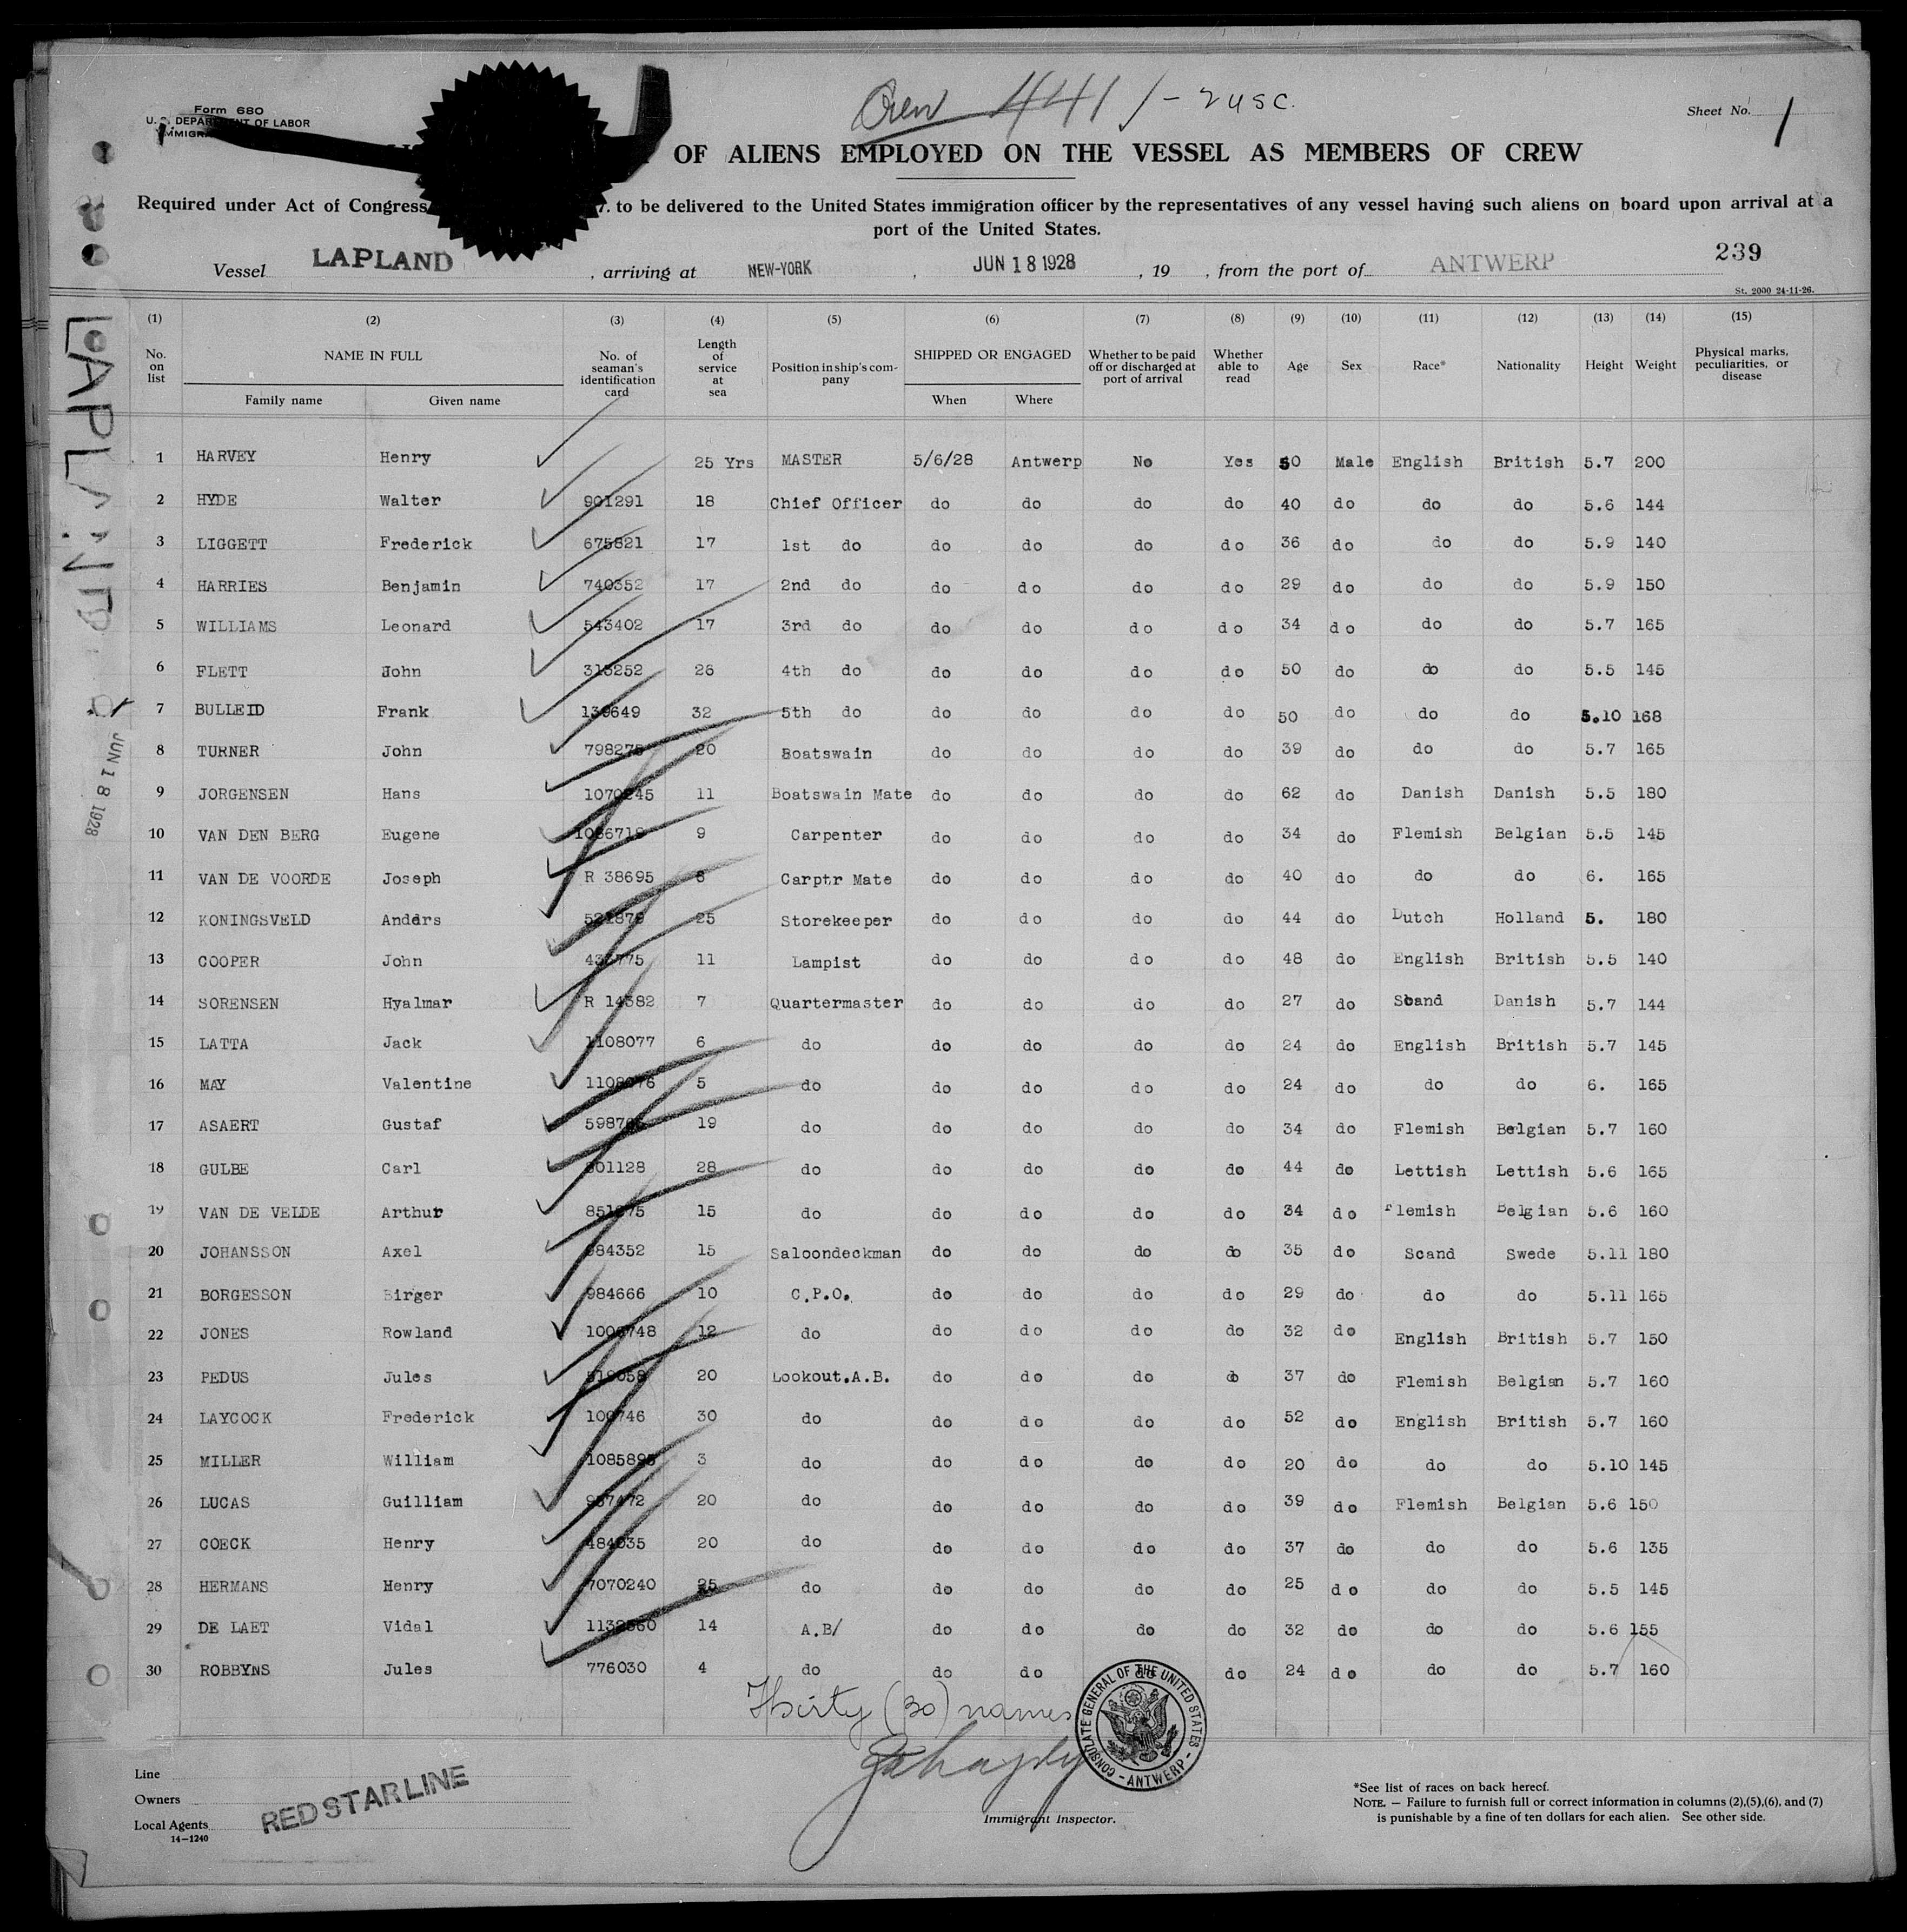 Form 680
U. S. DEPARTMENT OF LABOR
Crew 441 / - 2 USC.
Sheet No. 1
OF ALIENS EMPLOYED ON THE VESSEL AS MEMBERS OF CREW
Required under Act of Congress 7. to be delivered to the United States immigration officer by the representatives of any vessel having such aliens on board upon arrival at a
port of the United States.
239
Vessel LAPLAND , arriving at NEW-YORK , JUN 18 1928 , 19 , from the port of ANTWERP
St. 2000 24-11-26.
LAPLAND
JUN 18 1928
(1) (2) (3) (4) (5) (6) (7) (8) (9) (10) (11) (12) (13) (14) (15)
No. on list NAME IN FULL No. of seaman's identification card Length of service at sea Position in ship's company SHIPPED OR ENGAGED Whether to be paid off or discharged at port of arrival Whether able to read Age Sex Race* Nationality Height Weight Physical marks, peculiarities, or disease
Family name Given name When Where
1 HARVEY Henry 25 Yrs MASTER 5/6/28 Antwerp No Yes 50 Male English British 5.7 200
2 HYDE Walter 901291 18 Chief Officer do do do do 40 do do do 5.6 144
3 LIGGETT Frederick 675821 17 1st do do do do do 36 do do do 5.9 140
4 HARRIES Benjamin 740352 17 2nd do do do do do 29 do do do 5.9 150
5 WILLIAMS Leonard 543402 17 3rd do do do do do 34 do do do 5.7 165
6 FLETT John 313252 28 4th do do do do do 50 do do do 5.5 145
7 BULLEID Frank 139649 32 5th do do do do do 50 do do do 5.10 168
8 TURNER John 20 Boatswain do do do do 39 do do do 5.7 165
9 JORGENSEN Hans 11 Boatswain Mate do do do do 62 do Danish Danish 5.5 180
10 VAN DEN BERG Eugene 9 Carpenter do do do do 34 do Flemish Belgian 5.5 145
11 VAN DE VOORDE Joseph R 38695 8 Carptr Mate do do do do 40 do do do 6. 165
12 KONINGSVELD Anders 25 Storekeeper do do do do 44 do Dutch Holland 5. 180
13 COOPER John 11 Lampist do do do do 48 do English British 5.5 140
14 SORENSEN Hyalmar R 14382 7 Quartermaster do do do do 27 do Scand Danish 5.7 144
15 LATTA Jack 1108077 6 do do do do do 24 do English British 5.7 145
16 MAY Valentine 1108076 5 do do do do do 24 do do do 6. 165
17 ASAERT Gustaf 19 do do do do do 34 do Flemish Belgian 5.7 160
18 GULBE Carl 28 do do do do do 44 do Lettish Lettish 5.6 165
19 VAN DE VELDE Arthur 15 do do do do do 34 do Flemish Belgian 5.6 160
20 JOHANSSON Axel 984352 15 Saloondeckman do do do do 35 do Scand Swede 5.11 180
21 BORGESSON Birger 984666 10 C.P.O. do do do do 29 do do do 5.11 165
22 JONES Rowland 12 do do do do do 32 do English British 5.7 150
23 PEDUS Jules 20 Lookout.A.B. do do do do 37 do Flemish Belgian 5.7 160
24 LAYCOCK Frederick 30 do do do do do 52 do English British 5.7 160
25 MILLER William 3 do do do do do 20 do do do 5.10 145
26 LUCAS Guilliam 20 do do do do do 39 do Flemish Belgian 5.6 150
27 COECK Henry 20 do do do do do 37 do do do 5.6 135
28 HERMANS Henry 7070240 25 do do do do do 25 do do do 5.5 145
29 DE LAET Vidal 14 A.B/ do do do do 32 do do do 5.6 155
30 ROBBYNS Jules 776030 4 do do do do do 24 do do do 5.7 160
Thirty (30) names
CONSULATE GENERAL OF THE UNITED STATES - ANTWERP -
Line
Owners
Local Agents
RED STAR LINE
14-1240
Immigrant Inspector.
*See list of races on back hereof.
NOTE. — Failure to furnish full or correct information in columns (2),(5),(6), and (7)
is punishable by a fine of ten dollars for each alien. See other side.